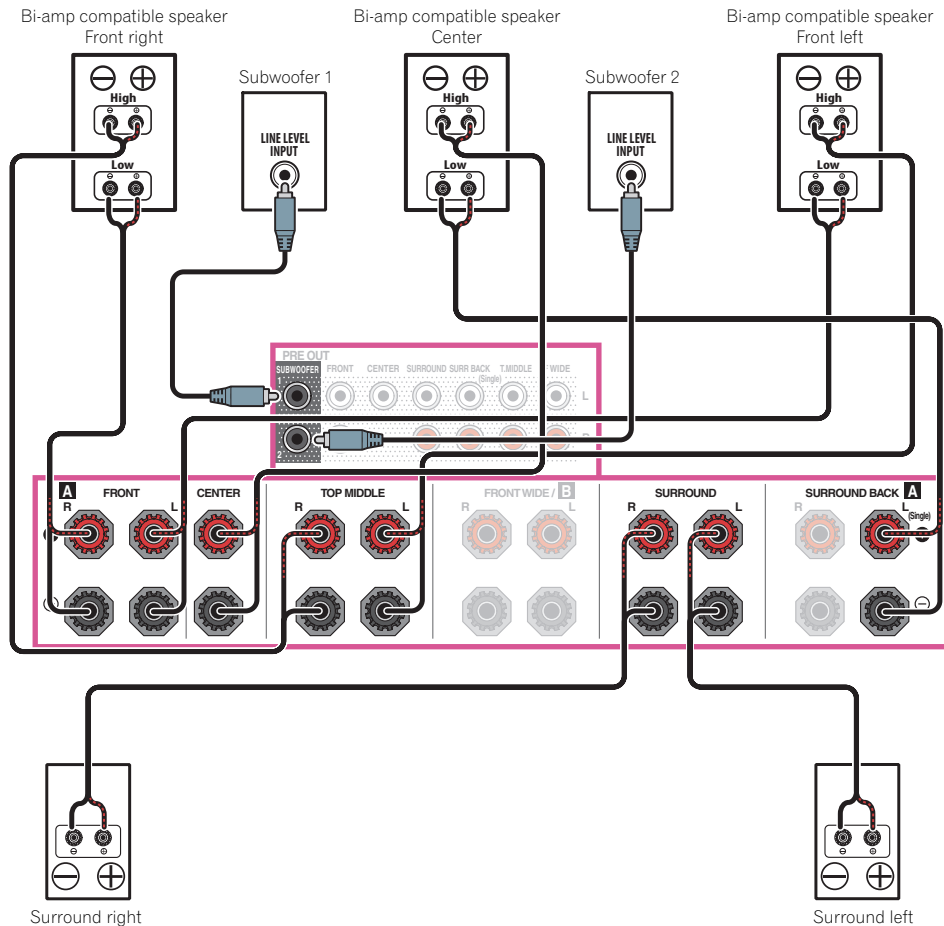 Bi-amp compatible speaker
Front right
Bi-amp compatible speaker
Center
Bi-amp compatible speaker
Front left
Subwoofer 1
Subwoofer 2
High
Low
LINE LEVEL
INPUT
High
Low
LINE LEVEL
INPUT
High
Low
PRE OUT
SUBWOOFER
FRONT
CENTER
SURROUND
SURR BACK
(Single)
T.MIDDLE
WIDE
L
2
A
FRONT
R
L
CENTER
TOP MIDDLE
R
L
FRONT WIDE / B
R
L
SURROUND
R
L
SURROUND BACK A
R
L
(Single)
Surround right
Surround left